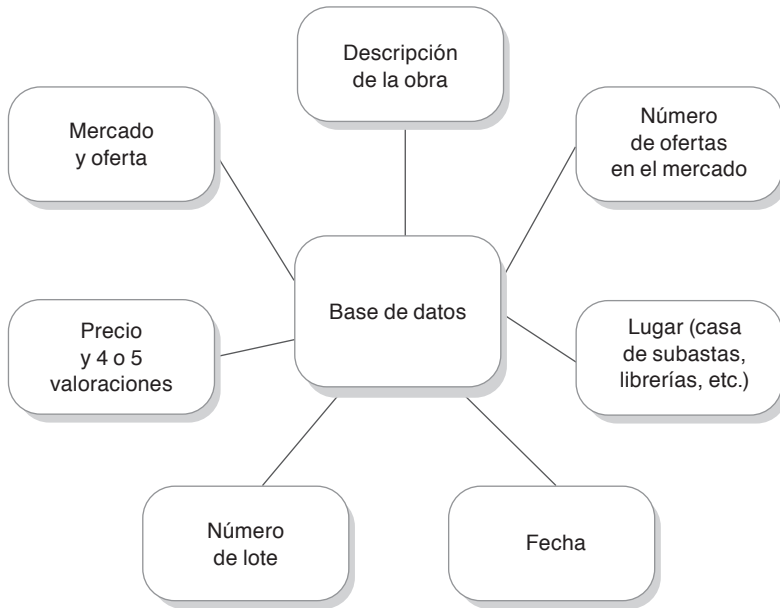 Descripción
de la obra
Mercado
y oferta
Número
de ofertas
en el mercado
Base de datos
Precio
y 4 o 5
valoraciones
Lugar (casa
de subastas,
librerías, etc.)
Número
de lote
Fecha